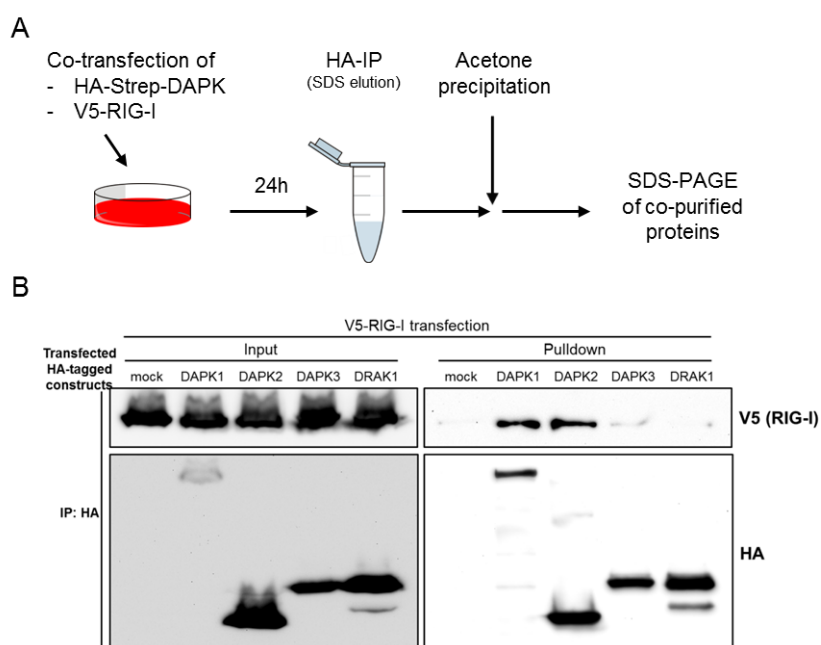 A
Co-transfection of
- HA-Strep-DAPK
- V5-RIG-I
24h
HA-IP
(SDS elution)
Acetone
precipitation
SDS-PAGE
of co-purified
proteins
B
V5-RIG-I transfection
Transfected
HA-tagged
constructs
Input
Pulldown
mock DAPK1 DAPK2 DAPK3 DRAK1
mock DAPK1 DAPK2 DAPK3 DRAK1
V5 (RIG-I)
IP: HA
HA